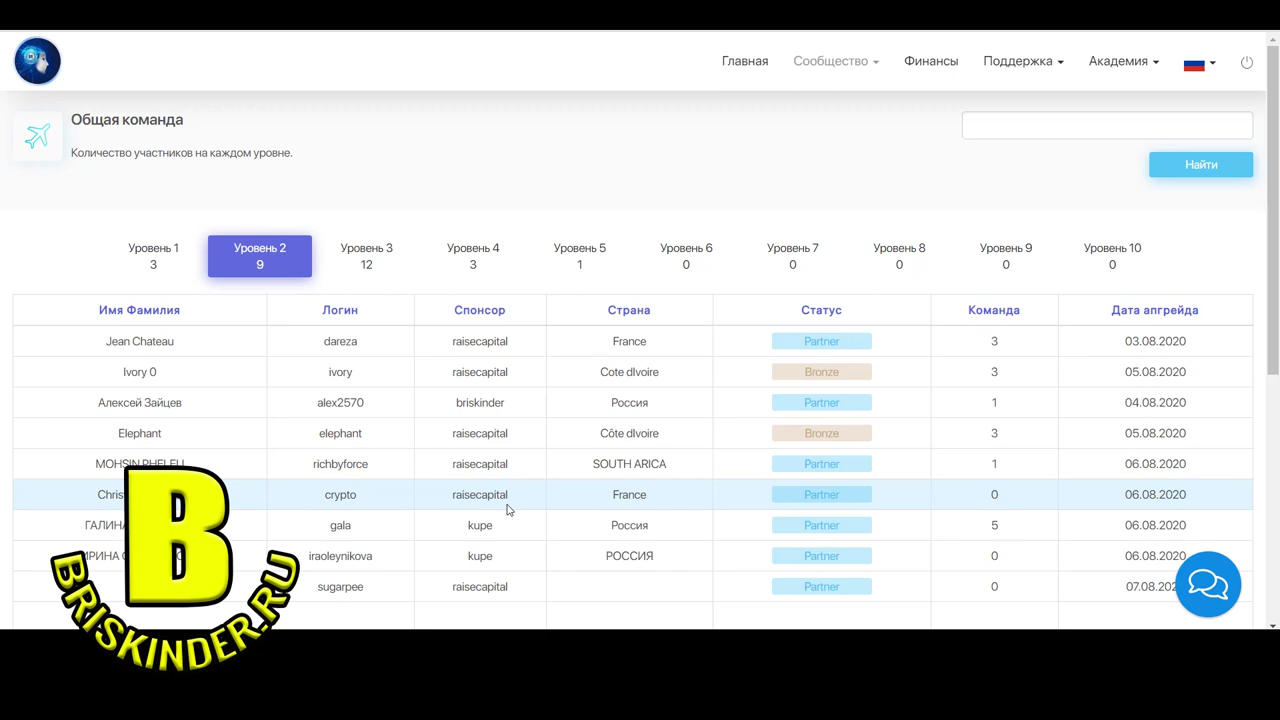 Главная Сообщество Финансы Поддержка Академия
Общая команда
Количество участников на каждом уровне.
Найти
Уровень 1 Уровень 2 Уровень 3 Уровень 4 Уровень 5 Уровень 6 Уровень 7 Уровень 8 Уровень 9 Уровень 10
3 9 12 3 1 0 0 0 0 0
Имя Фамилия Логин Спонсор Страна Статус Команда Дата апгрейда
Jean Chateau dareza raisecapital France Partner 3 03.08.2020
Ivory 0 ivory raisecapital Cote dIvoire Bronze 3 05.08.2020
Алексей Зайцев alex2570 briskinder Россия Partner 1 04.08.2020
Elephant elephant raisecapital Côte dIvoire Bronze 3 05.08.2020
MOHSIN richbyforce raisecapital SOUTH ARICA Partner 1 06.08.2020
crypto raisecapital France Partner 0 06.08.2020
gala kupe Россия Partner 5 06.08.2020
iraoleynikova kupe РОССИЯ Partner 0 06.08.2020
sugarpee raisecapital Partner 0
B
BRISKINDER.RU